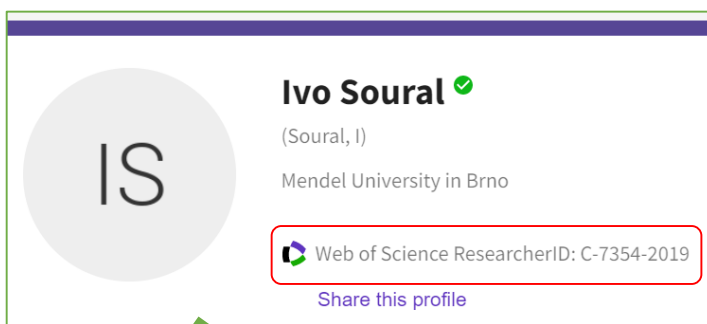 IS
Ivo Soural
(Soural, I)
Mendel University in Brno
Web of Science ResearcherID: C-7354-2019
Share this profile